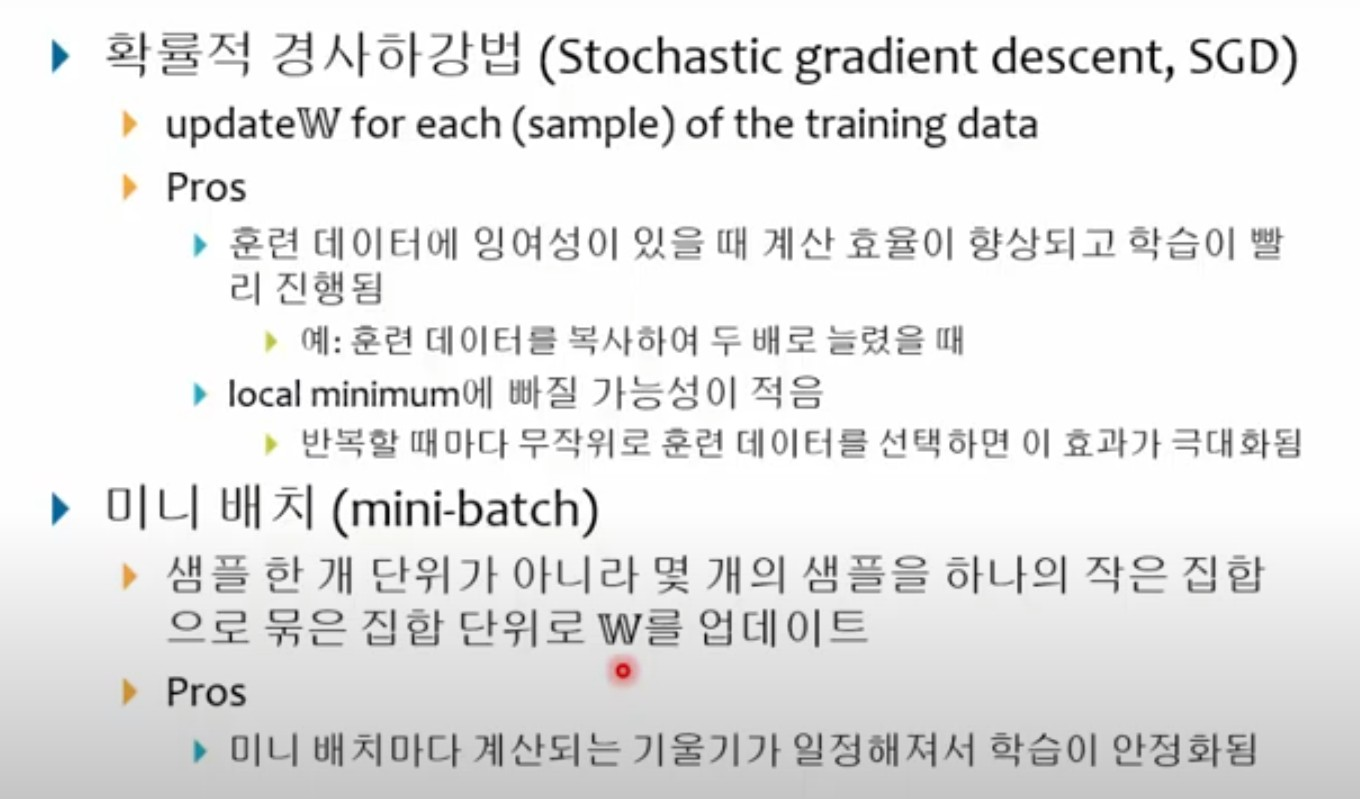 확률적 경사하강법 (Stochastic gradient descent, SGD)
update𝕎 for each (sample) of the training data
Pros
훈련 데이터에 잉여성이 있을 때 계산 효율이 향상되고 학습이 빨
리 진행됨
예: 훈련 데이터를 복사하여 두 배로 늘렸을 때
local minimum에 빠질 가능성이 적음
반복할 때마다 무작위로 훈련 데이터를 선택하면 이 효과가 극대화됨
미니 배치 (mini-batch)
샘플 한 개 단위가 아니라 몇 개의 샘플을 하나의 작은 집합
으로 묶은 집합 단위로 𝕎를 업데이트
Pros
미니 배치마다 계산되는 기울기가 일정해져서 학습이 안정화됨